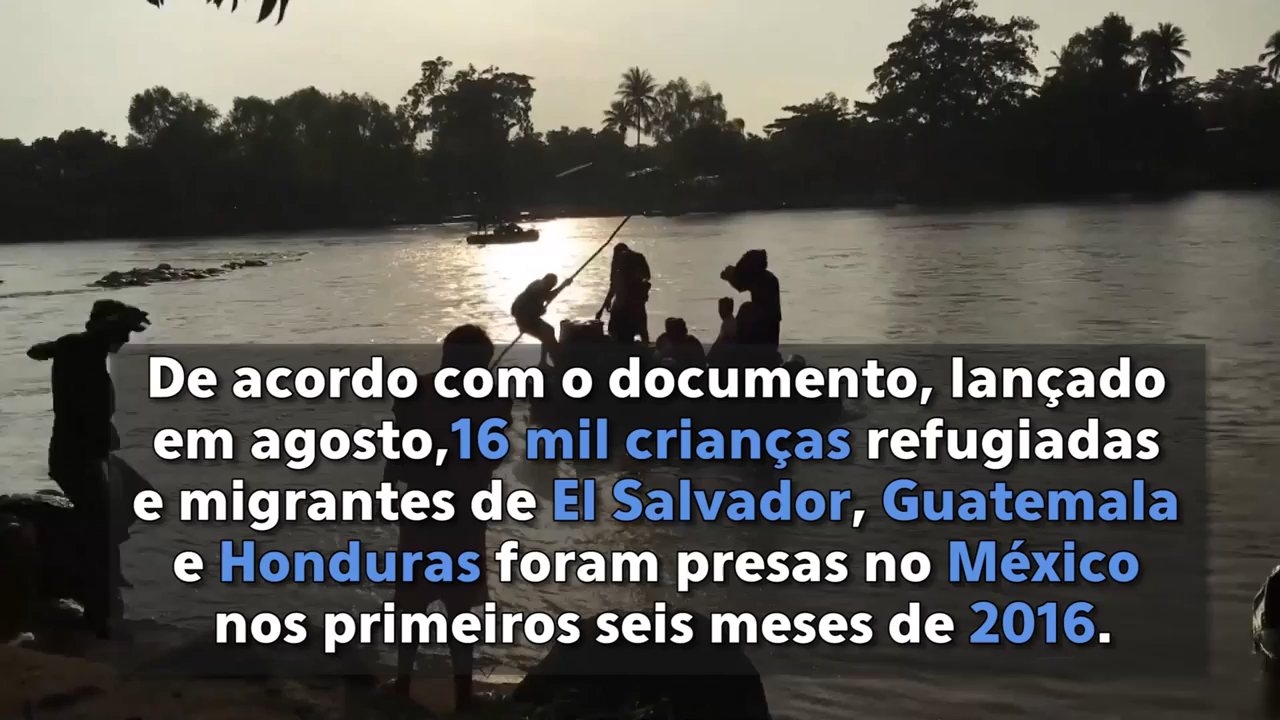 De acordo com o documento, lançado
em agosto,16 mil crianças refugiadas
e migrantes de El Salvador, Guatemala
e Honduras foram presas no México
nos primeiros seis meses de 2016.